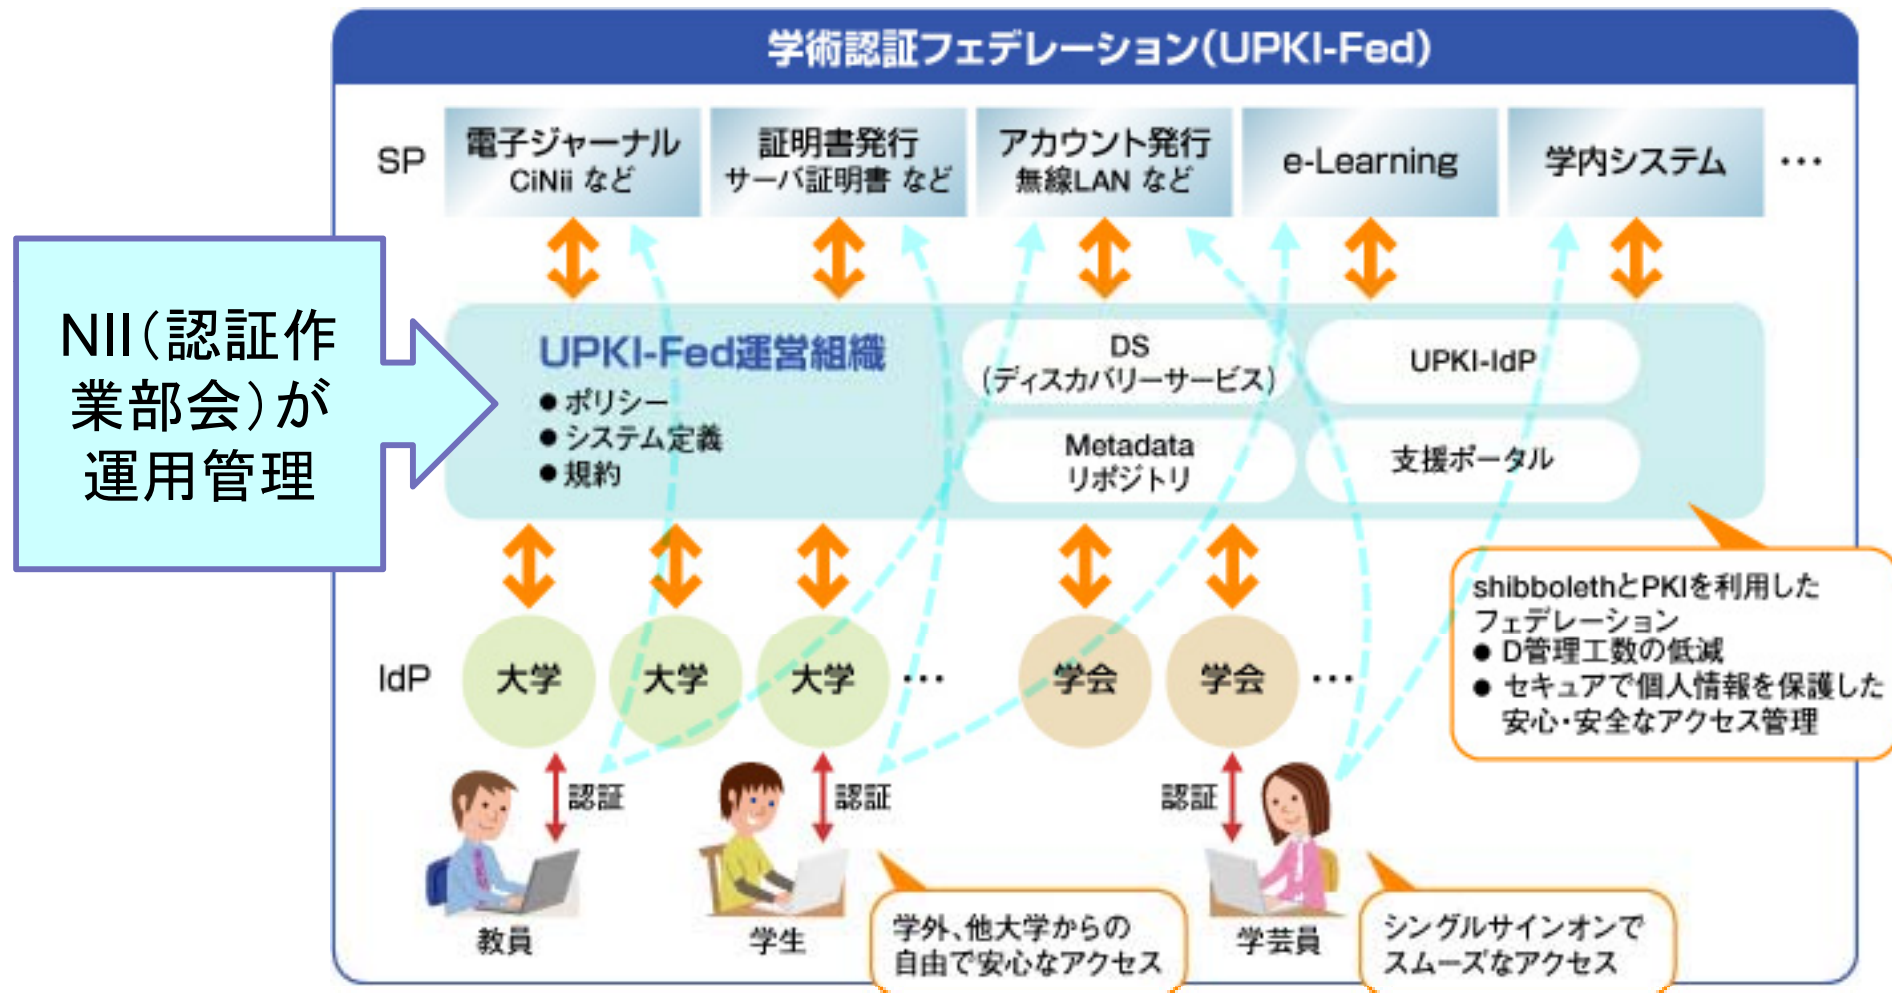 学術認証フェデレーション(UPKI-Fed)
SP
電子ジャーナル
CiNii など
証明書発行
サーバ証明書 など
アカウント発行
無線LAN など
e-Learning
学内システム
…
NII(認証作
業部会)が
運用管理
UPKI-Fed運営組織
● ポリシー
● システム定義
● 規約
DS
(ディスカバリーサービス)
UPKI-IdP
Metadata
リポジトリ
支援ポータル
shibbolethとPKIを利用した
フェデレーション
● D管理工数の低減
● セキュアで個人情報を保護した
安心・安全なアクセス管理
IdP
大学
大学
大学
…
学会
学会
…
認証
認証
認証
教員
学生
学芸員
学外、他大学からの
自由で安心なアクセス
シングルサインオンで
スムーズなアクセス